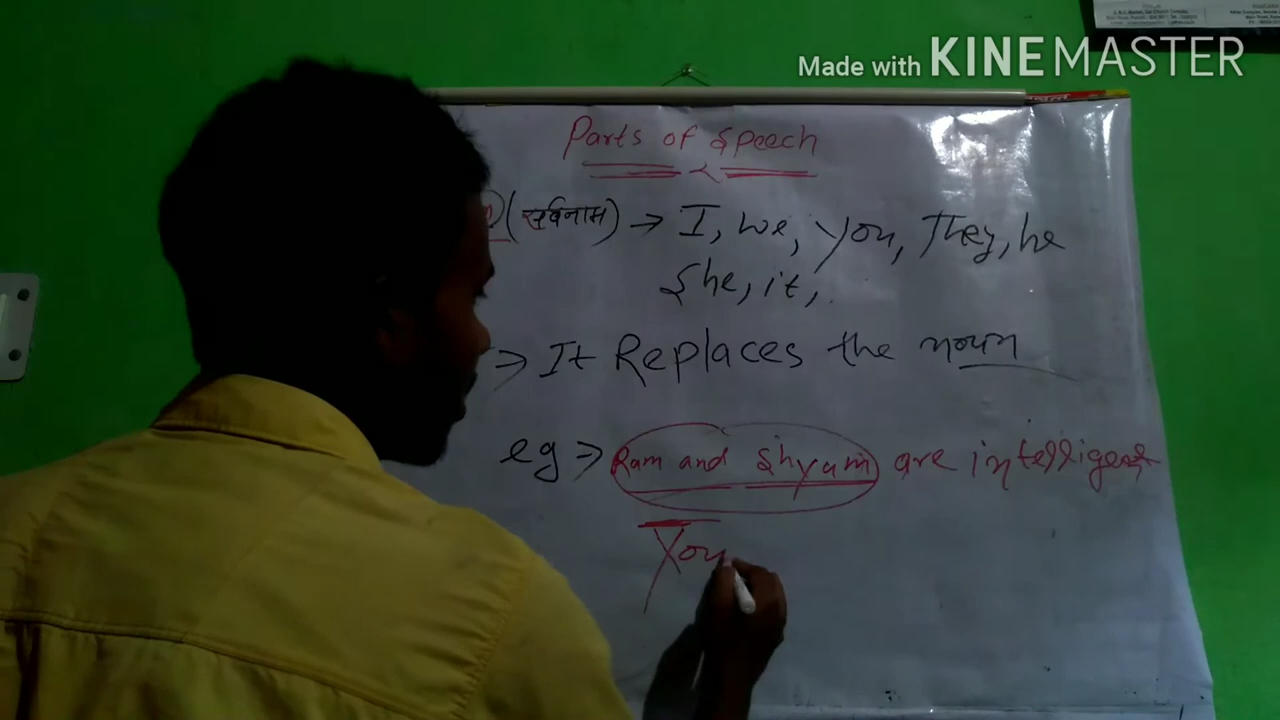 Made with KINEMASTER
Parts of Speech
(सर्वनाम) → I, we, You, They, he
She, it,
⇒ It Replaces the noun
eg ⇒ Ram and Shyam are intelligent
You